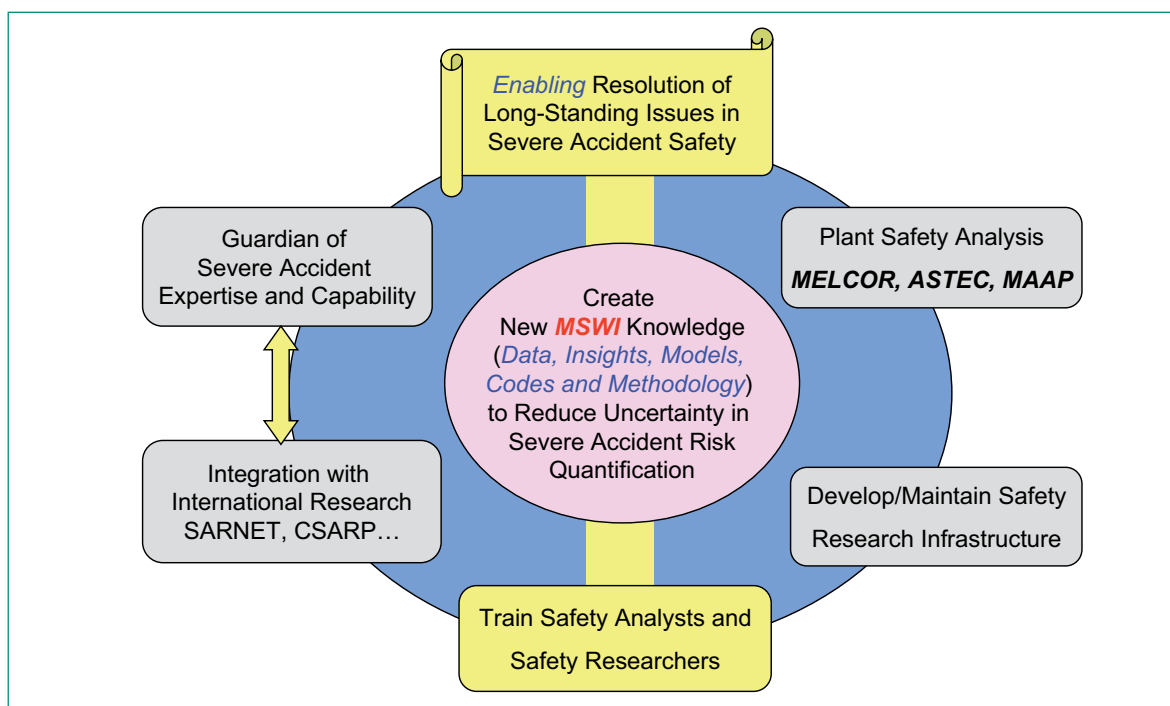 Enabling Resolution of
Long-Standing Issues in
Severe Accident Safety
Guardian of
Severe Accident
Expertise and Capability
Plant Safety Analysis
MELCOR, ASTEC, MAAP
Create
New MSWI Knowledge
(Data, Insights, Models,
Codes and Methodology)
to Reduce Uncertainty in
Severe Accident Risk
Quantification
Integration with
International Research
SARNET, CSARP…
Develop/Maintain Safety
Research Infrastructure
Train Safety Analysts and
Safety Researchers